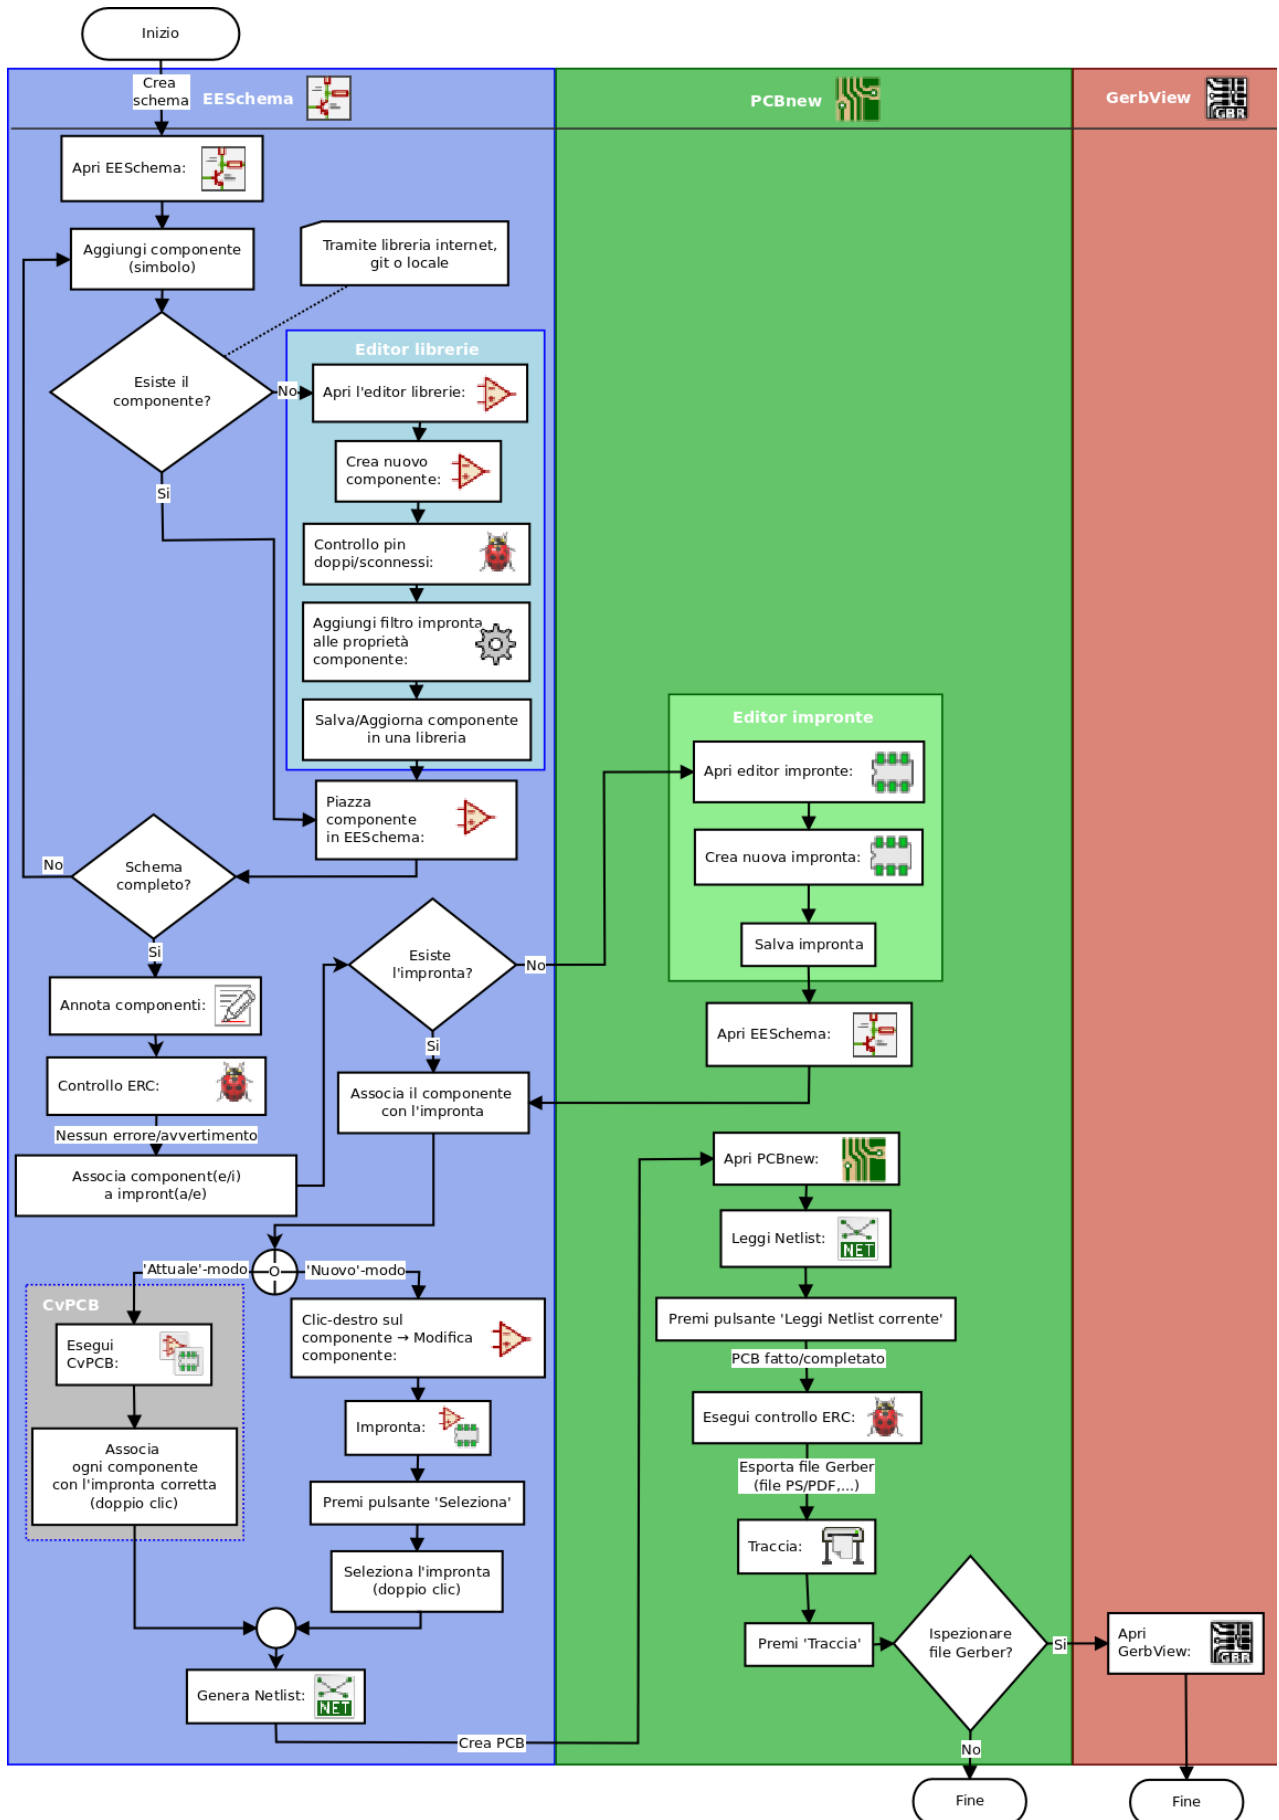 Inizio
Crea
schema
EESchema
PCBnew
GerbView
GBR
Apri EESchema:
Aggiungi componente
(simbolo)
Tramite libreria internet,
git o locale
Esiste il
componente?
No
Si
Editor librerie
Apri l'editor librerie:
Crea nuovo
componente:
Controllo pin
doppi/sconnessi:
Aggiungi filtro impronta
alle proprietà
componente:
Salva/Aggiorna componente
in una libreria
Piazza
componente
in EESchema:
Schema
completo?
No
Si
Annota componenti:
Controllo ERC:
Nessun errore/avvertimento
Associa component(e/i)
a impront(a/e)
Esiste
l'impronta?
No
Si
Editor impronte
Apri editor impronte:
Crea nuova impronta:
Salva impronta
Apri EESchema:
Associa il componente
con l'impronta
'Attuale'-modo
'Nuovo'-modo
CvPCB
Esegui
CvPCB:
Associa
ogni componente
con l'impronta corretta
(doppio clic)
Clic-destro sul
componente → Modifica
componente:
Impronta:
Premi pulsante 'Seleziona'
Seleziona l'impronta
(doppio clic)
Genera Netlist:
NET
Crea PCB
Apri PCBnew:
Leggi Netlist:
NET
Premi pulsante 'Leggi Netlist corrente'
PCB fatto/completato
Esegui controllo ERC:
Esporta file Gerber
(file PS/PDF,...)
Traccia:
Premi 'Traccia'
Ispezionare
file Gerber?
Si
No
Apri
GerbView:
GBR
Fine
Fine